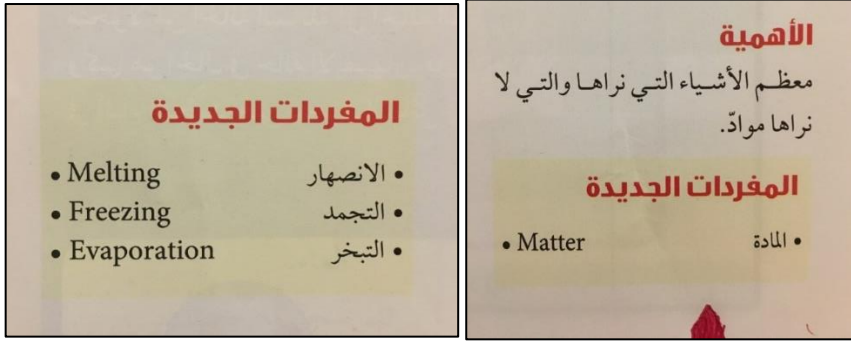 الأهمية
معظم الأشياء التي نراها والتي لا
نراها موادّ.
المفردات الجديدة
• المادة Matter •
المفردات الجديدة
• الانصهار Melting •
• التجمد Freezing •
• التبخر Evaporation •